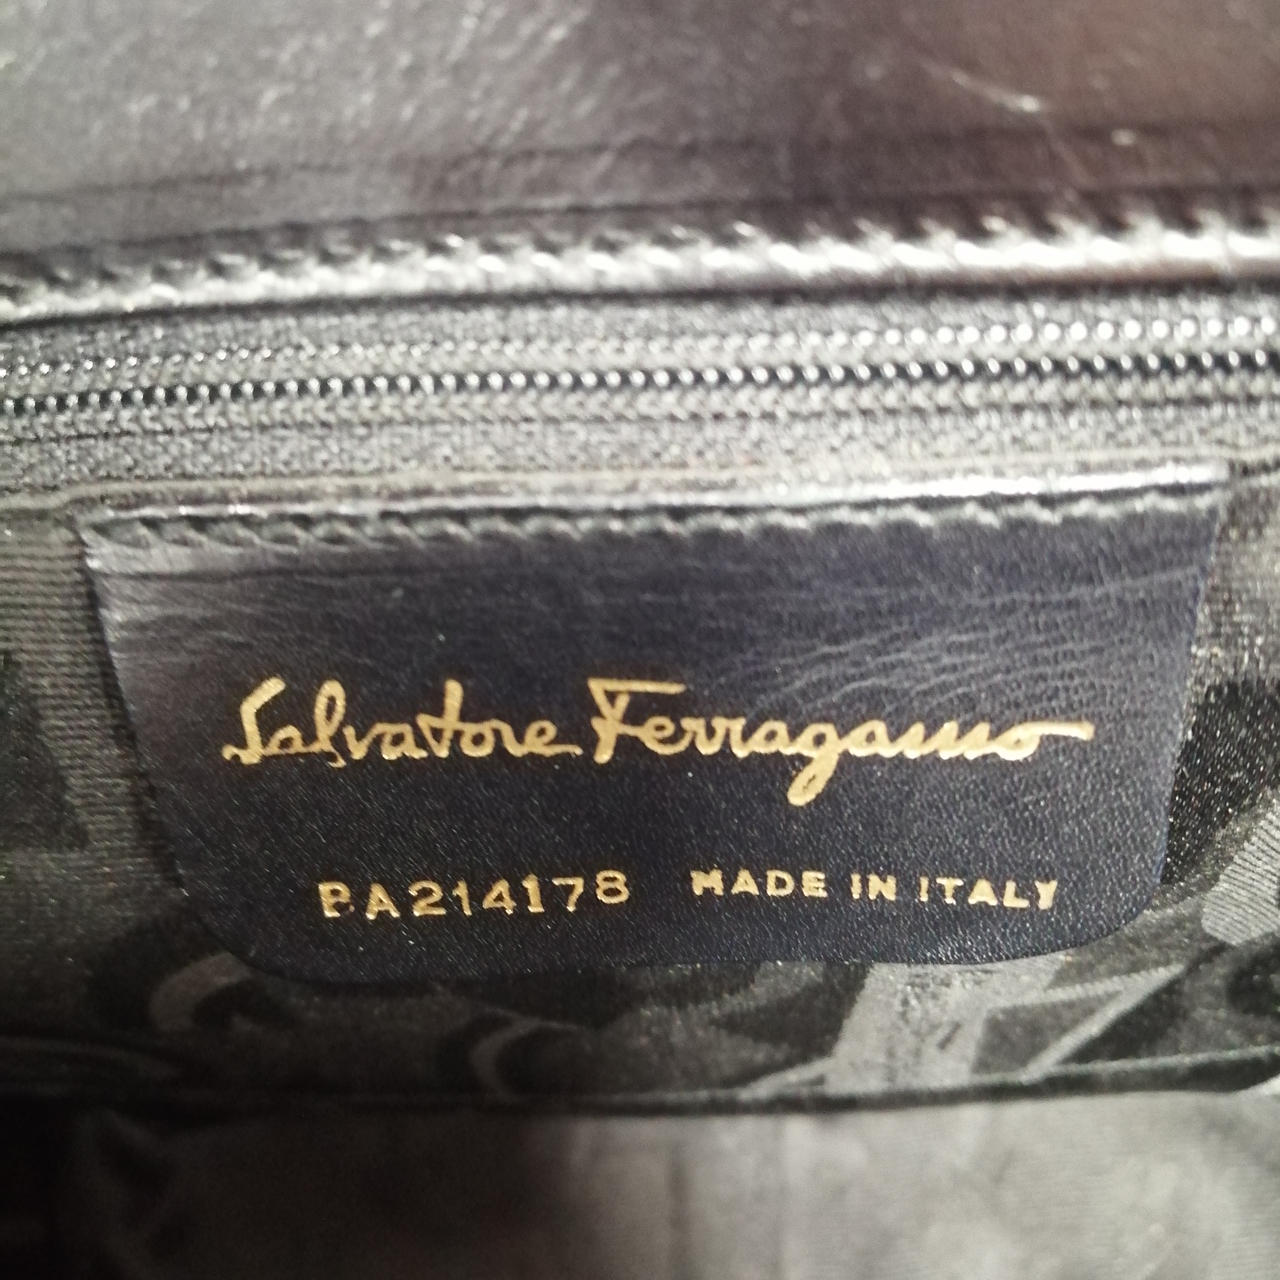 Salvatore Ferragamo
BA214178 MADE IN ITALY